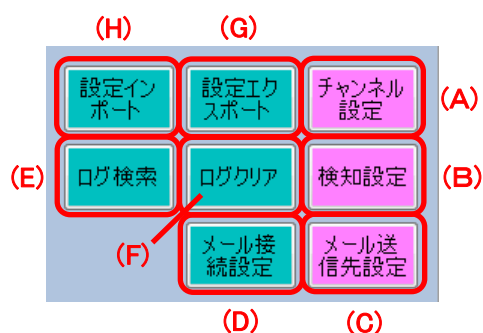 (H)
(G)
設定イン
ポート
設定エク
スポート
チャンネル
設定
(A)
(E)
ログ検索
ログクリア
検知設定
(B)
(F)
メール接
続設定
メール送
信先設定
(D)
(C)